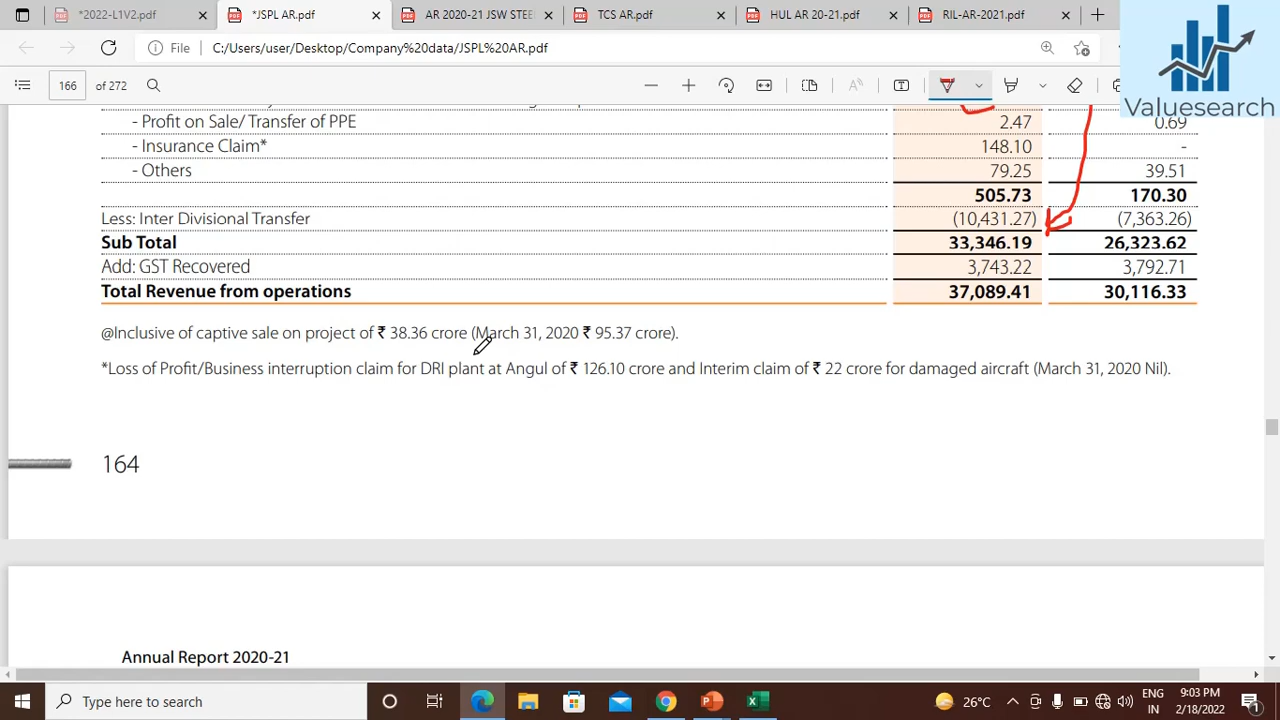 *2022-L1V2.pdf
*JSPL AR.pdf
AR 2020-21 JSW STEE
TCS AR.pdf
HUL AR 20-21.pdf
RIL-AR-2021.pdf
File
C:/Users/user/Desktop/Company%20data/JSPL%20AR.pdf
166 of 272
Valuesearch
- Profit on Sale/ Transfer of PPE 2.47 0.69
- Insurance Claim* 148.10 -
- Others 79.25 39.51
505.73 170.30
Less: Inter Divisional Transfer (10,431.27) (7,363.26)
Sub Total 33,346.19 26,323.62
Add: GST Recovered 3,743.22 3,792.71
Total Revenue from operations 37,089.41 30,116.33
@Inclusive of captive sale on project of ₹ 38.36 crore (March 31, 2020 ₹ 95.37 crore).
*Loss of Profit/Business interruption claim for DRI plant at Angul of ₹ 126.10 crore and Interim claim of ₹ 22 crore for damaged aircraft (March 31, 2020 Nil).
164
Annual Report 2020-21
Type here to search
26°C
ENG
IN
9:03 PM
2/18/2022
1